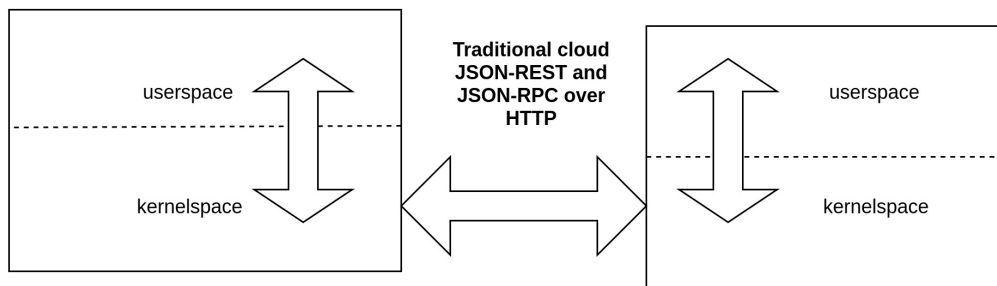 Traditional cloud
JSON-REST and
JSON-RPC over
HTTP
userspace
kernelspace
userspace
kernelspace